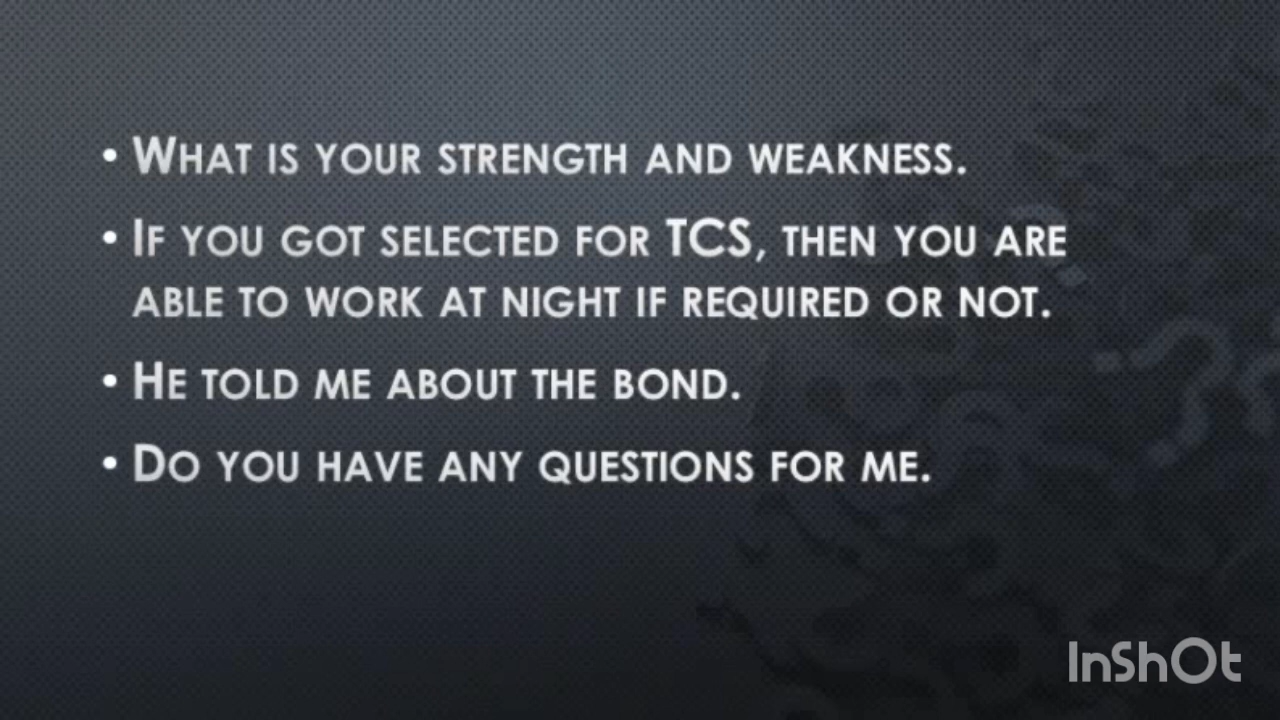 • What is your strength and weakness.
• If you got selected for TCS, then you are
able to work at night if required or not.
• He told me about the bond.
• Do you have any questions for me.
InShOt